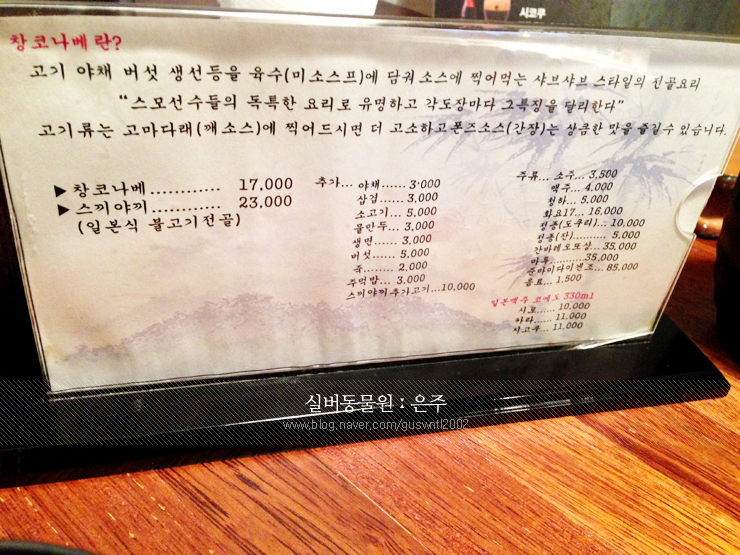 시코쿠
창코나베란?
고기 야채 버섯 생선등을 육수(미소스프)에 담궈 소스에 찍어먹는 샤브샤브 스타일의 전골요리
"스모선수들의 독특한 요리로 유명하고 각도장마다 그특징을 달리한다"
고기류는 고마다래(깨소스)에 찍어드시면 더 고소하고폰즈소스(간장)는 상큼한 맛을 즐길수 있습니다.
▶ 창코나베............ 17,000
▶ 스끼야끼............ 23,000
(일본식 불고기전골)
추가... 야채...... 3,000
삼겹...... 3,000
소고기... 5,000
물만두... 3,000
생면...... 3,000
버섯...... 5,000
죽........ 2,000
주먹밥... 3,000
스끼야끼추가고기...10,000
주류... 소주... 3,500
맥주... 4,000
청하... 5,000
화요17... 16,000
정종(도쿠리)... 10,000
정종(잔).......... 5,000
간바레오또상... 35,000
마루..........35,000
준마이다이긴조... 85,000
음료... 1,500
일본맥주 코에도 330ml
시로...... 10,000
하라... 11,000
시고쿠... 11,000
실버동물원 : 은주
www.blog.naver.com/guswntl2002